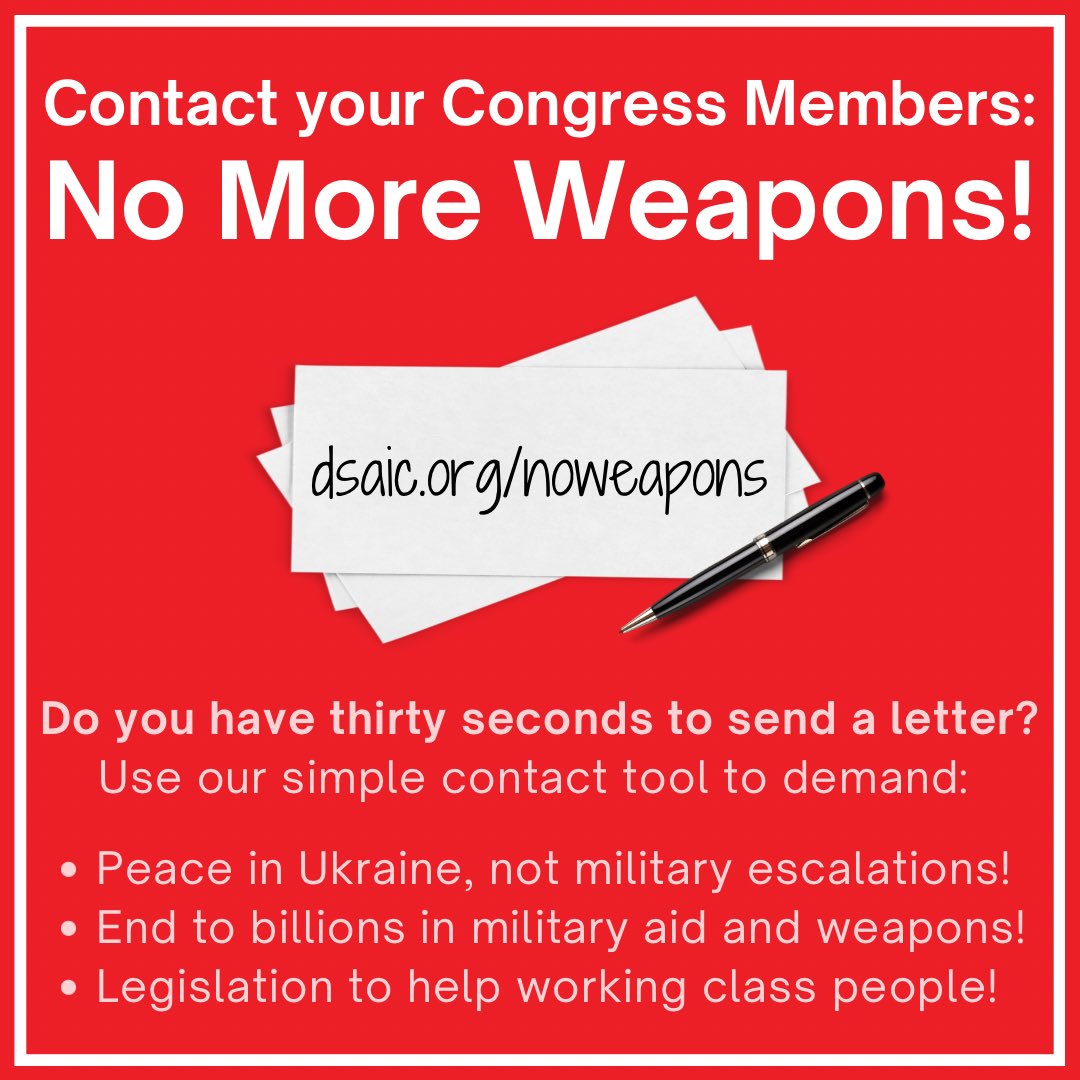 Contact your Congress Members:
No More Weapons!
dsaic.org/noweapons
Do you have thirty seconds to send a letter?
Use our simple contact tool to demand:
• Peace in Ukraine, not military escalations!
• End to billions in military aid and weapons!
• Legislation to help working class people!